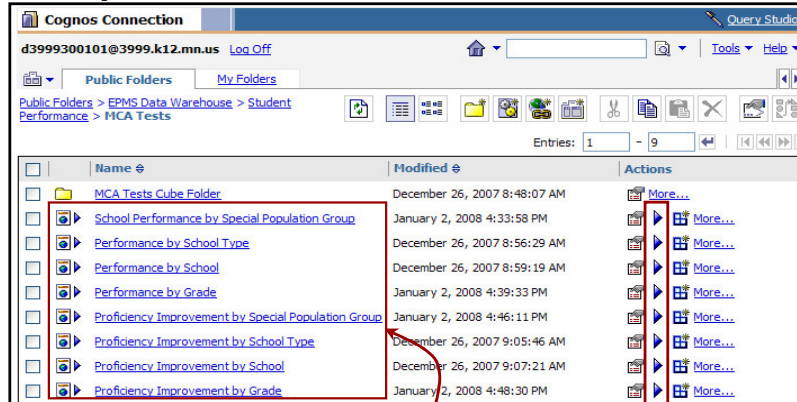 Cognos Connection
Query Studio
d3999300101@3999.k12.mn.us Log Off
Tools Help
Public Folders My Folders
Public Folders > EPMS Data Warehouse > Student
Performance > MCA Tests
Entries: 1 - 9
Name Modified Actions
MCA Tests Cube Folder December 26, 2007 8:48:07 AM More...
School Performance by Special Population Group January 2, 2008 4:33:58 PM More...
Performance by School Type December 26, 2007 8:56:29 AM More...
Performance by School December 26, 2007 8:59:19 AM More...
Performance by Grade January 2, 2008 4:39:33 PM More...
Proficiency Improvement by Special Population Group January 2, 2008 4:46:11 PM More...
Proficiency Improvement by School Type December 26, 2007 9:05:46 AM More...
Proficiency Improvement by School December 26, 2007 9:07:21 AM More...
Proficiency Improvement by Grade January 2, 2008 4:48:30 PM More...